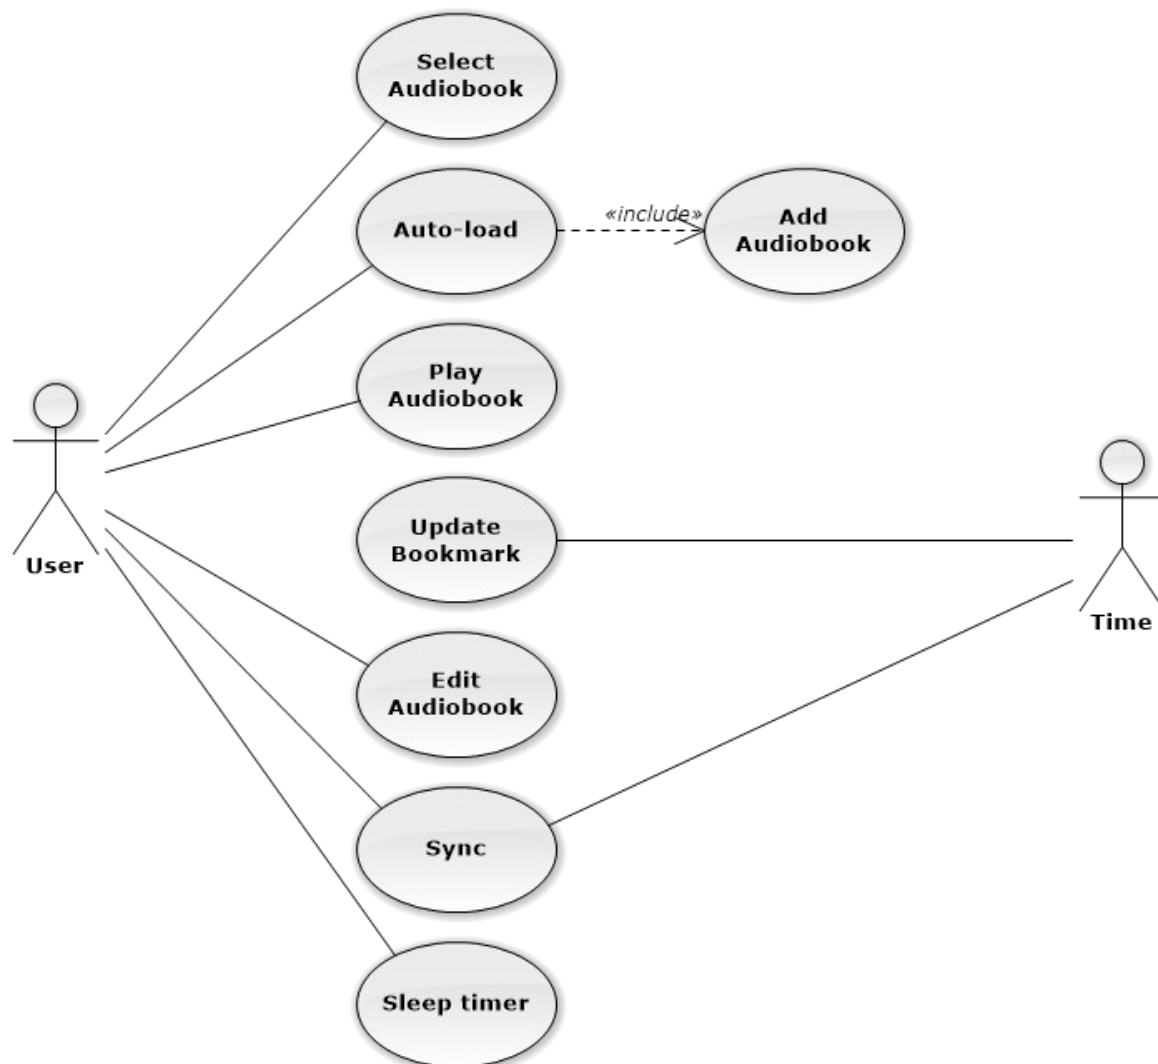 Select
Audiobook
Auto-load
«include»
Add
Audiobook
Play
Audiobook
User
Update
Bookmark
Time
Edit
Audiobook
Sync
Sleep timer